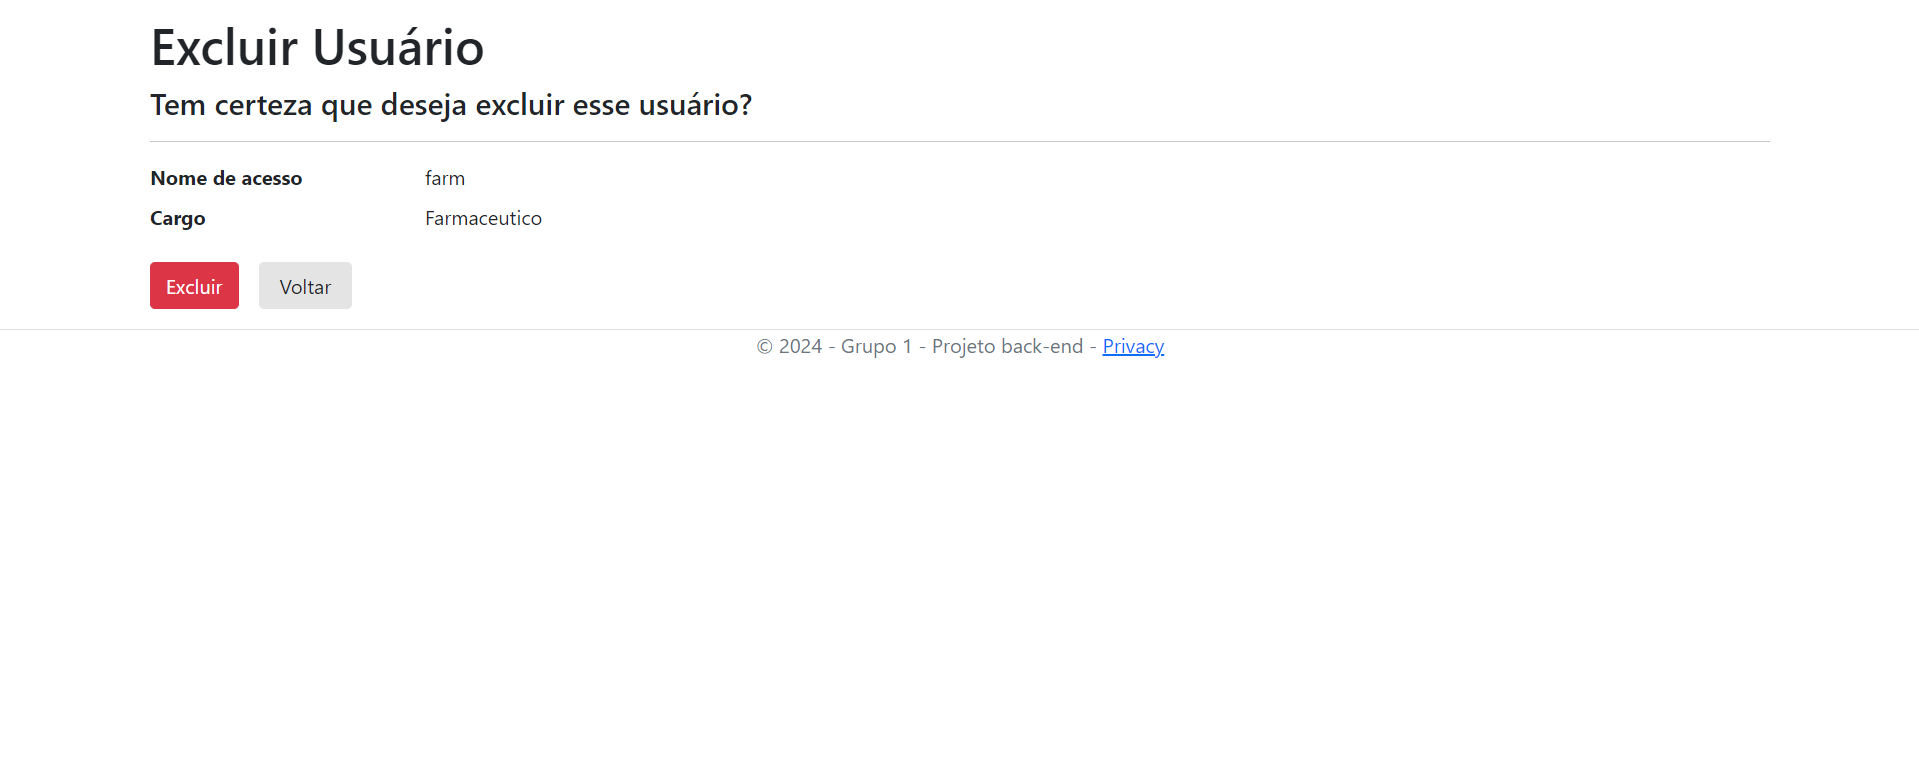 Excluir Usuário
Tem certeza que deseja excluir esse usuário?
Nome de acesso farm
Cargo Farmaceutico
Excluir Voltar
© 2024 - Grupo 1 - Projeto back-end - Privacy